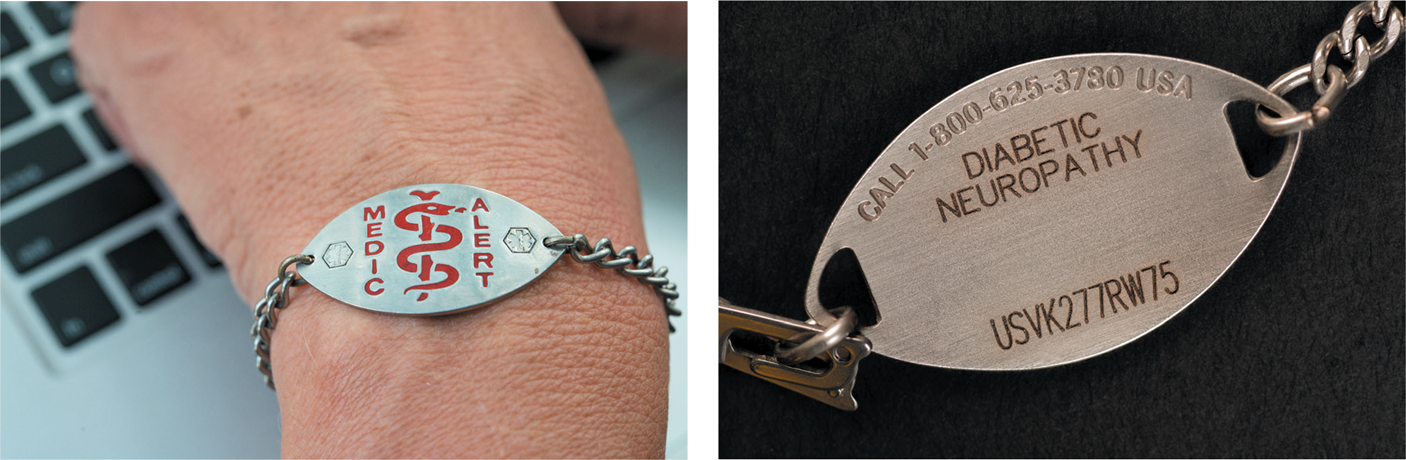 MEDIC
ALERT
CALL 1-800-625-3780 USA
DIABETIC
NEUROPATHY
USVK277RW75